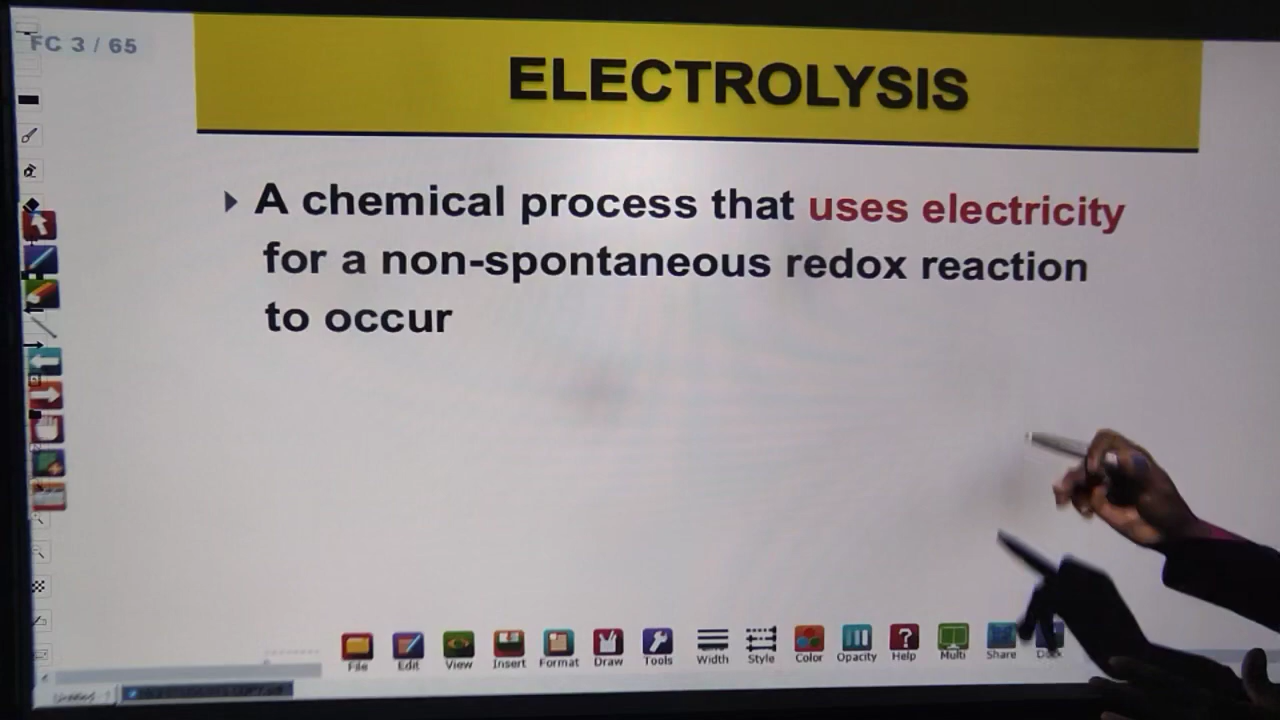 FC 3 / 65
ELECTROLYSIS
A chemical process that uses electricity
for a non-spontaneous redox reaction
to occur
File Edit View Insert Format Draw Tools Width Style Color Opacity Help Multi Share Dock